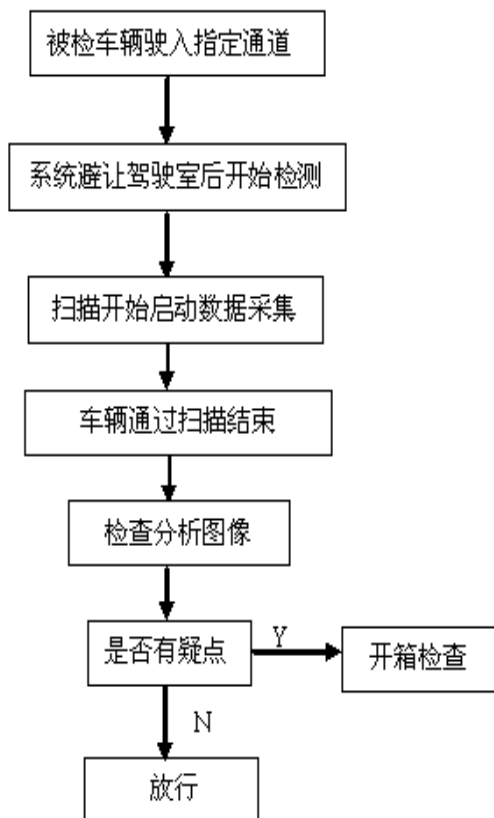 被检车辆驶入指定通道
系统避让驾驶室后开始检测
扫描开始启动数据采集
车辆通过扫描结束
检查分析图像
是否有疑点
Y
开箱检查
N
放行